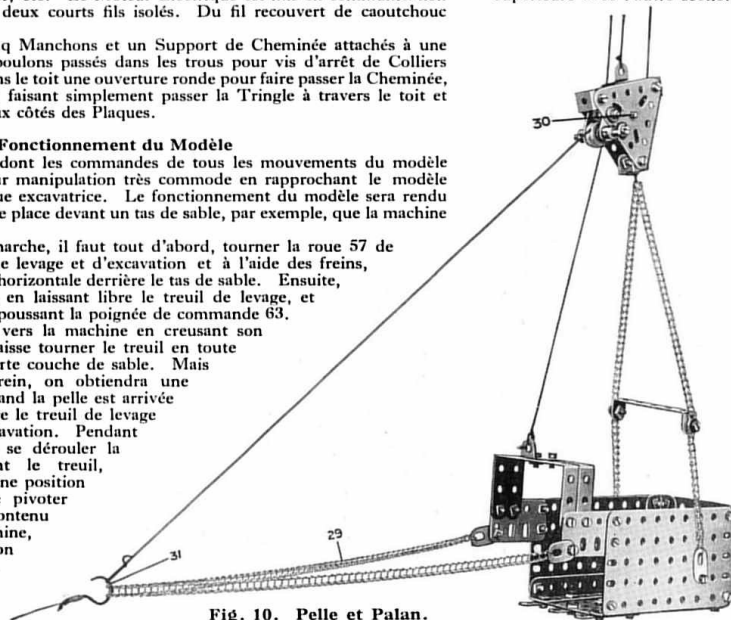 deux courts fils isolés. Du fil recouvert de caoutchouc
q Manchons et un Support de Cheminée attachés à une
boulons passés dans les trous pour vis d'arrêt de Colliers
ns le toit une ouverture ronde pour faire passer la Cheminée,
faisant simplement passer la Tringle à travers le toit et
ux côtés des Plaques.
Fonctionnement du Modèle
dont les commandes de tous les mouvements du modèle
ur manipulation très commode en rapprochant le modèle
ue excavatrice. Le fonctionnement du modèle sera rendu
e place devant un tas de sable, par exemple, que la machine
marche, il faut tout d'abord, tourner la roue 57 de
e levage et d'excavation et à l'aide des freins,
horizontale derrière le tas de sable. Ensuite,
en laissant libre le treuil de levage, et
poussant la poignée de commande 63.
vers la machine en creusant son
aisse tourner le treuil en toute
rte couche de sable. Mais
rein, on obtiendra une
and la pelle est arrivée
e le treuil de levage
avation. Pendant
se dérouler la
nt le treuil,
ne position
e pivoter
ontenu
hine,
on
30
29
31
Fig. 10. Pelle et Palan.